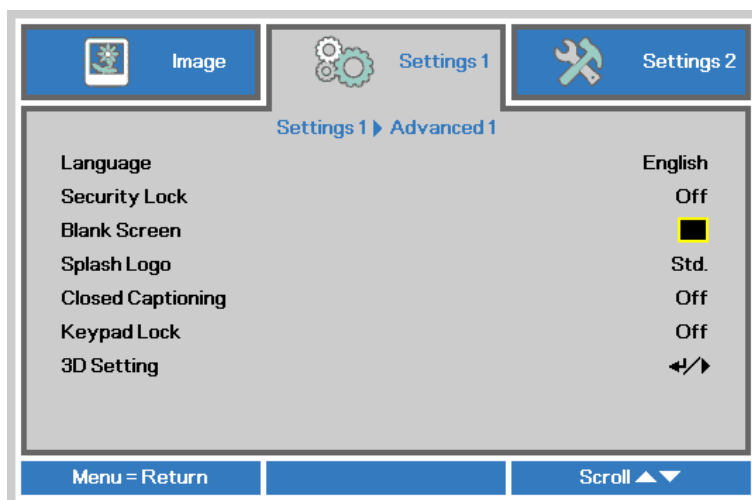 Image
Settings 1
Settings 2
Settings 1 Advanced 1
Language English
Security Lock Off
Blank Screen
Splash Logo Std.
Closed Captioning Off
Keypad Lock Off
3D Setting ↵/▶
Menu = Return
Scroll ▲▼